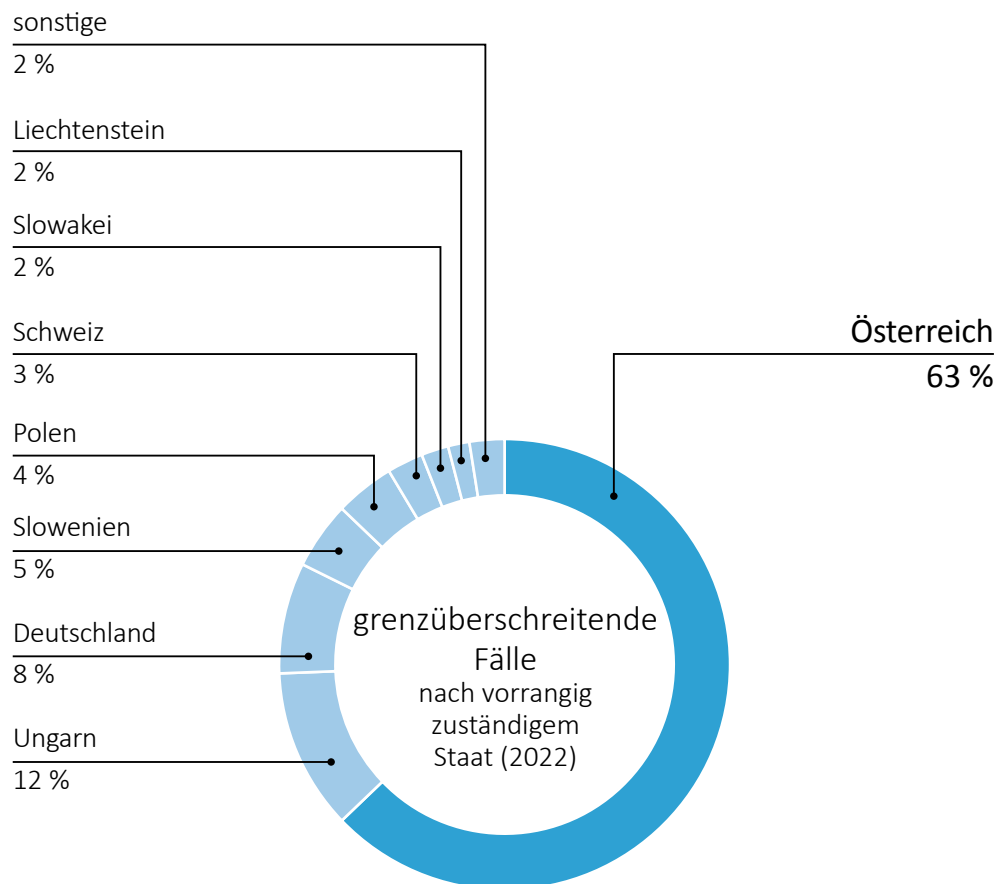 sonstige
2 %
Liechtenstein
2 %
Slowakei
2 %
Schweiz
3 %
Polen
4 %
Slowenien
5 %
Deutschland
8 %
Ungarn
12 %
Österreich
63 %
grenzüberschreitende
Fälle
nach vorrangig
zuständigem
Staat (2022)